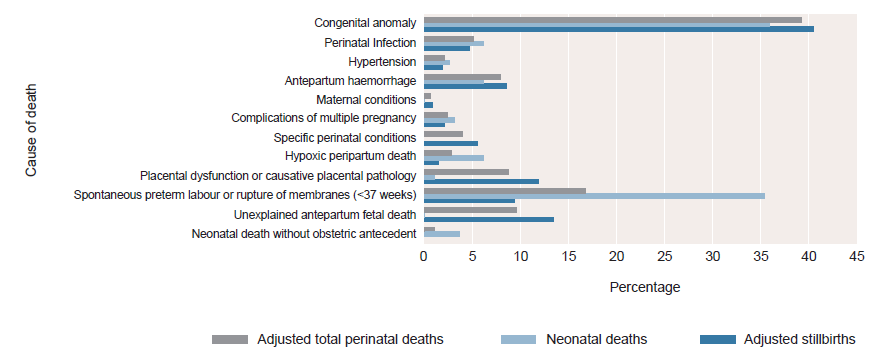 Congenital anomaly
Perinatal Infection
Hypertension
Antepartum haemorrhage
Maternal conditions
Complications of multiple pregnancy
Specific perinatal conditions
Hypoxic peripartum death
Placental dysfunction or causative placental pathology
Spontaneous preterm labour or rupture of membranes (<37 weeks)
Unexplained antepartum fetal death
Neonatal death without obstetric antecedent
Cause of death
0 5 10 15 20 25 30 35 40 45
Percentage
Adjusted total perinatal deaths Neonatal deaths Adjusted stillbirths